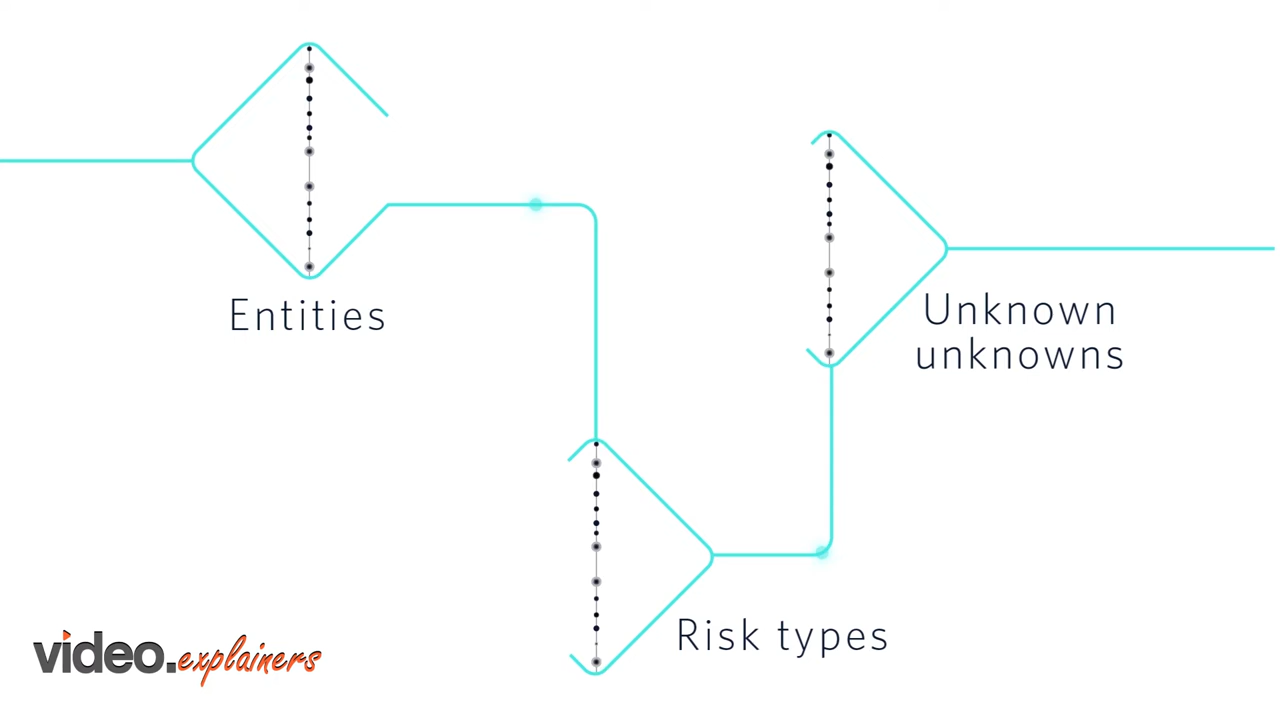 Entities
Unknown
unknowns
Risk types
video.explainers